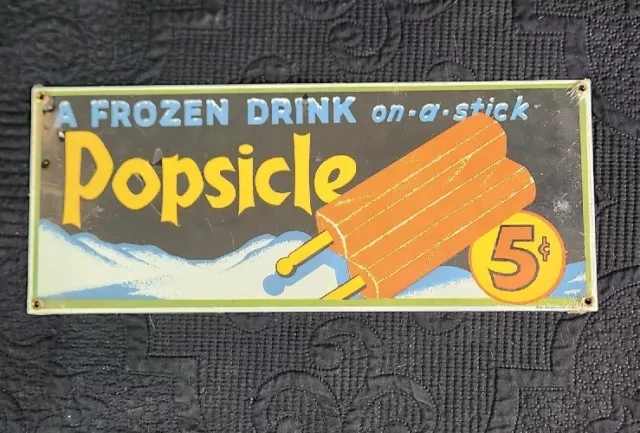 A FROZEN DRINK on-a-stick
Popsicle
5¢